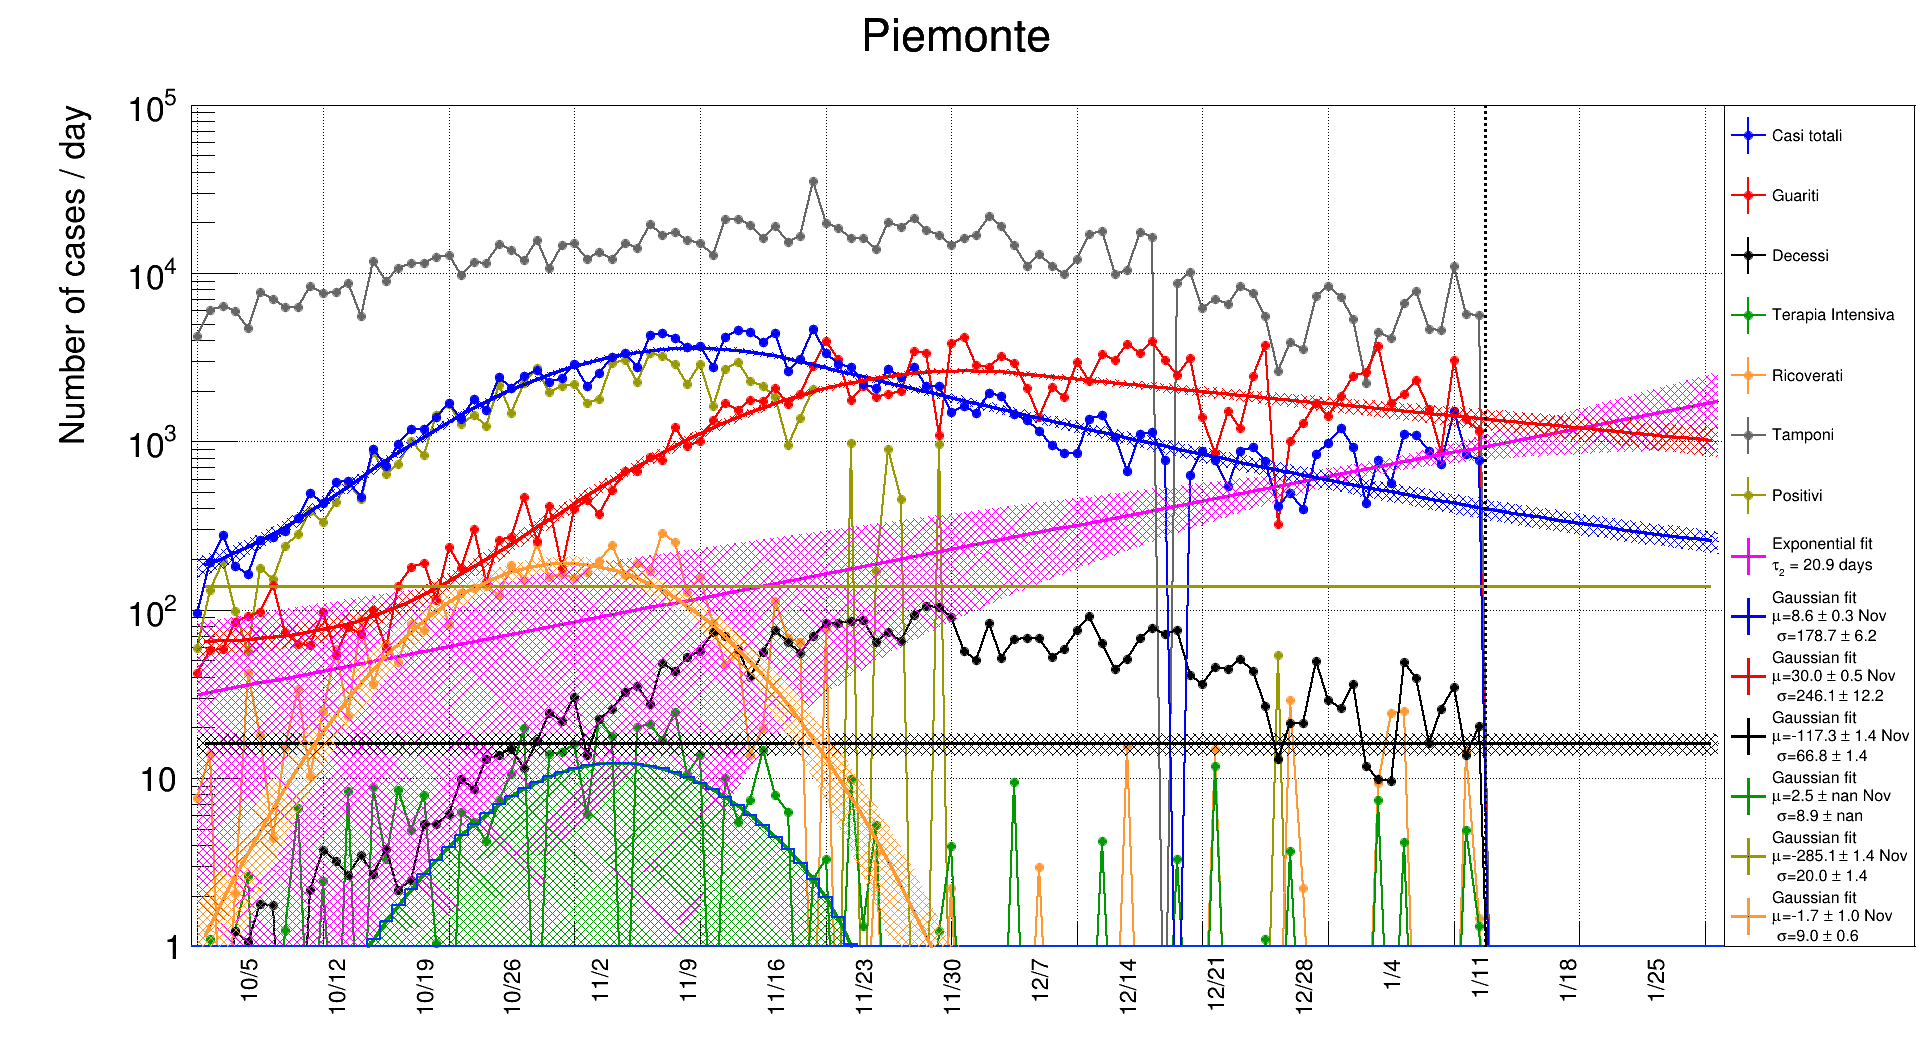 Piemonte
Number of cases / day
10^5
10^4
10^3
10^2
10
1
10/5
10/12
10/19
10/26
11/2
11/9
11/16
11/23
11/30
12/7
12/14
12/21
12/28
1/4
1/11
1/18
1/25
Casi totali
Guariti
Decessi
Terapia Intensiva
Ricoverati
Tamponi
Positivi
Exponential fit
τ₂ = 20.9 days
Gaussian fit
μ=8.6 ± 0.3 Nov
σ=178.7 ± 6.2
Gaussian fit
μ=30.0 ± 0.5 Nov
σ=246.1 ± 12.2
Gaussian fit
μ=-117.3 ± 1.4 Nov
σ=66.8 ± 1.4
Gaussian fit
μ=2.5 ± nan Nov
σ=8.9 ± nan
Gaussian fit
μ=-285.1 ± 1.4 Nov
σ=20.0 ± 1.4
Gaussian fit
μ=-1.7 ± 1.0 Nov
σ=9.0 ± 0.6